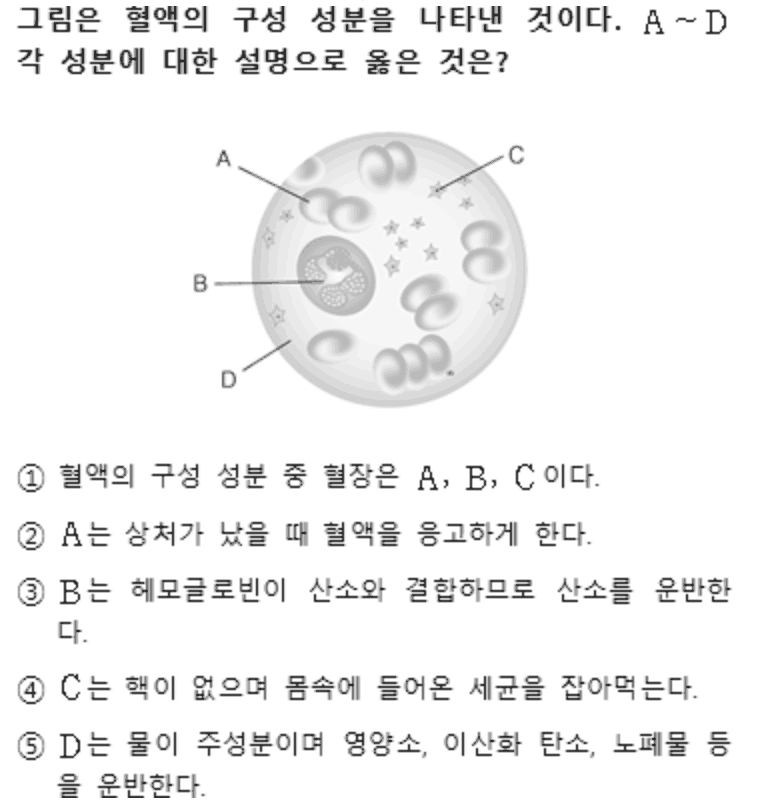 그림은 혈액의 구성 성분을 나타낸 것이다. A ~ D
각 성분에 대한 설명으로 옳은 것은?
A
C
B
D
① 혈액의 구성 성분 중 혈장은 A, B, C이다.
② A는 상처가 났을 때 혈액을 응고하게 한다.
③ B는 헤모글로빈이 산소와 결합하므로 산소를 운반한
다.
④ C는 핵이 없으며 몸속에 들어온 세균을 잡아먹는다.
⑤ D는 물이 주성분이며 영양소, 이산화 탄소, 노폐물 등
을 운반한다.